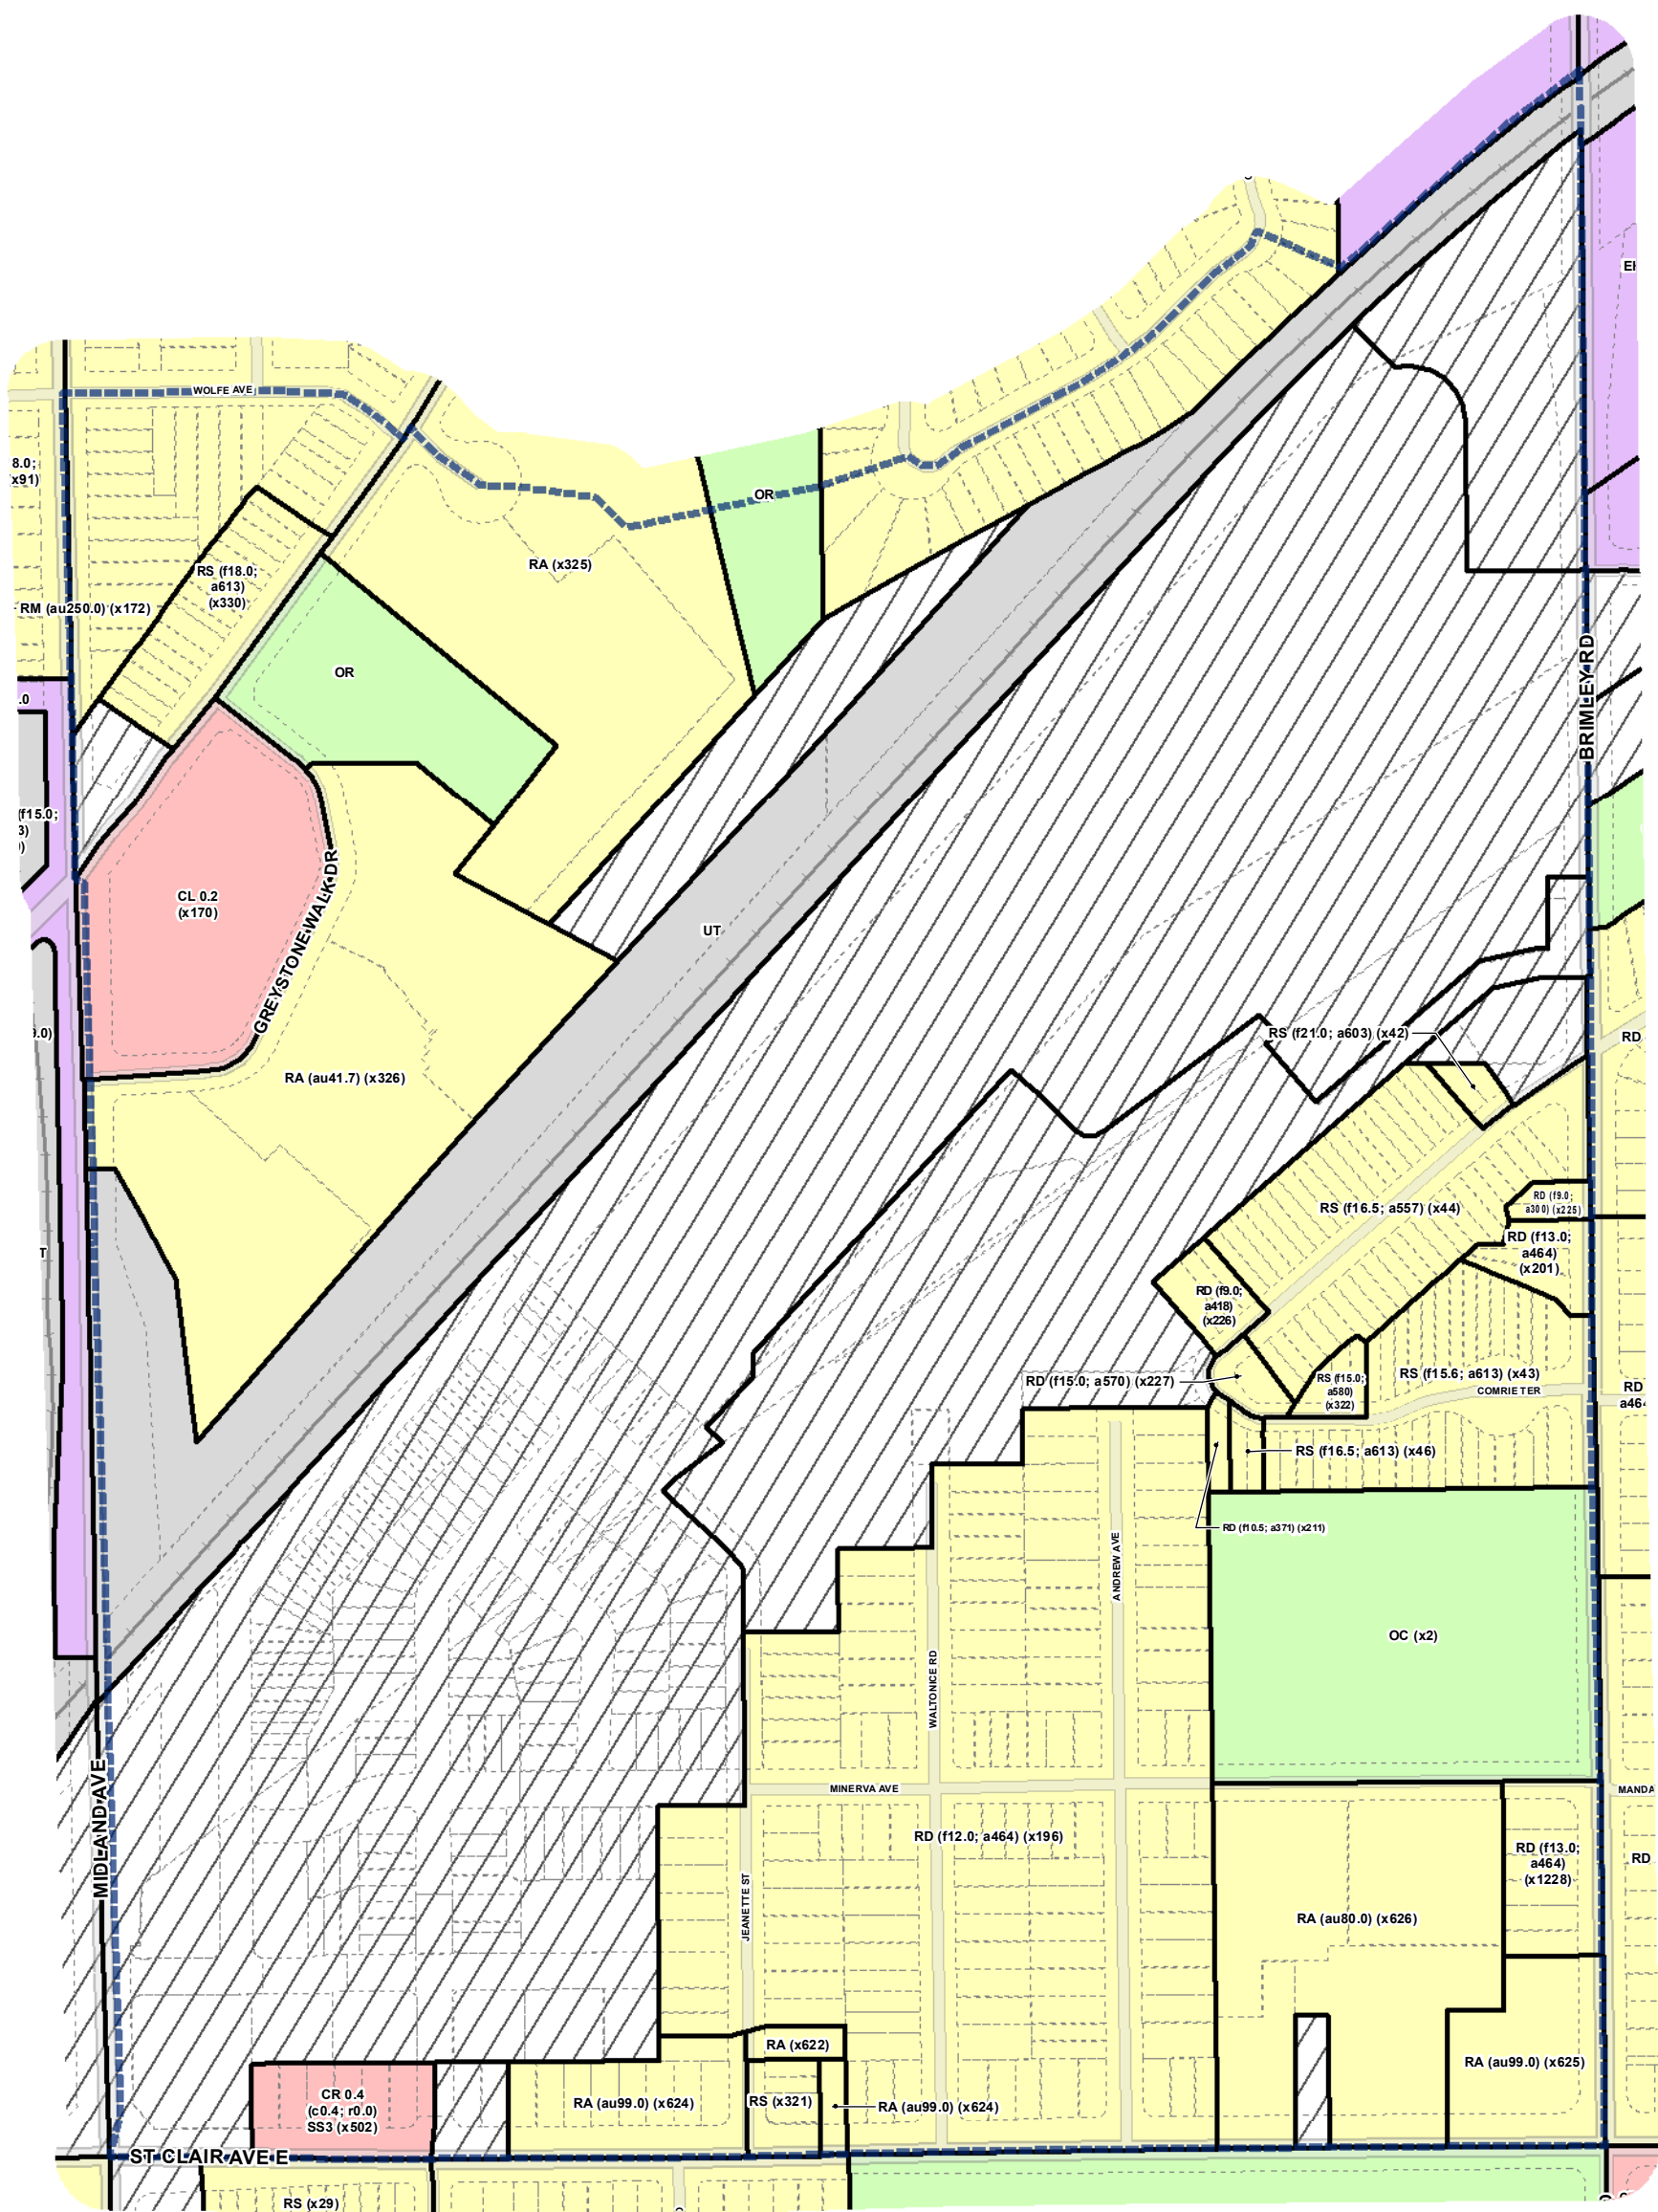 EH
WOLFE AVE
8.0;
x91)
OR
RA (x325)
RS (f18.0;
a613)
(x330)
RM (au250.0) (x172)
OR
BRIMLEY RD
.0
(f15.0;
3)
)
CL 0.2
(x170)
GREYSTONE WALK DR
UT
9.0)
RS (f21.0; a603) (x42)
RD
RA (au41.7) (x326)
RS (f16.5; a557) (x44)
RD (f9.0;
a300) (x225)
RD (f13.0;
a464)
(x201)
T
RD (f9.0;
a418)
(x226)
RD (f15.0; a570) (x227)
RS (f15.0;
a580)
(x322)
RS (f15.6; a613) (x43)
COMRIE TER
RD
a464
RS (f16.5; a613) (x46)
RD (f10.5; a371) (x211)
ANDREW AVE
OC (x2)
WALTONICE RD
MIDLAND AVE
MINERVA AVE
MANDA
RD (f12.0; a464) (x196)
RD (f13.0;
a464)
(x1228)
RD
JEANETTE ST
RA (au80.0) (x626)
RA (x622)
RA (au99.0) (x625)
CR 0.4
(c0.4; r0.0)
SS3 (x502)
RA (au99.0) (x624)
RS (x321)
RA (au99.0) (x624)
ST CLAIR AVE E
RS (x29)